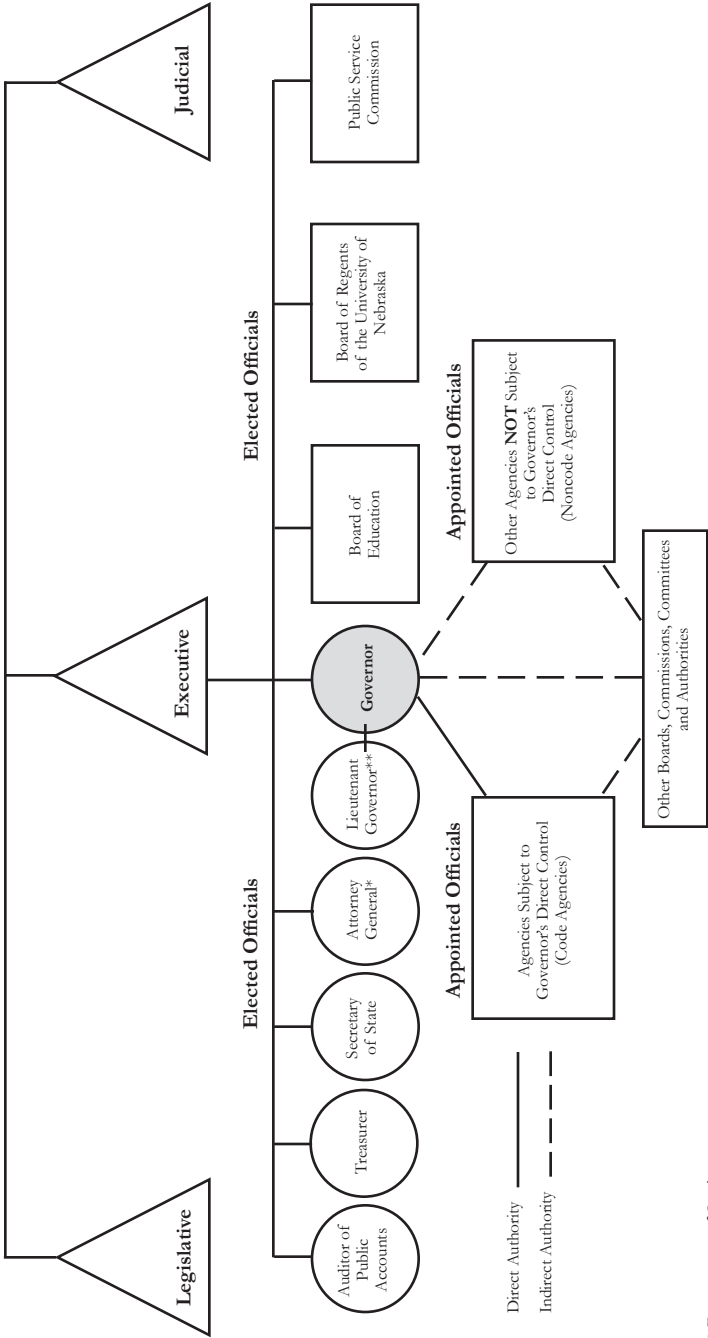 Legislative
Executive
Judicial
Elected Officials
Elected Officials
Auditor of
Public
Accounts
Treasurer
Secretary
of State
Attorney
General*
Lieutenant
Governor**
Governor
Board of
Education
Board of Regents
of the University of
Nebraska
Public Service
Commission
Appointed Officials
Appointed Officials
Agencies Subject to
Governor's Direct Control
(Code Agencies)
Other Agencies NOT Subject
to Governor's
Direct Control
(Noncode Agencies)
Direct Authority
Indirect Authority
Other Boards, Commissions, Committees
and Authorities